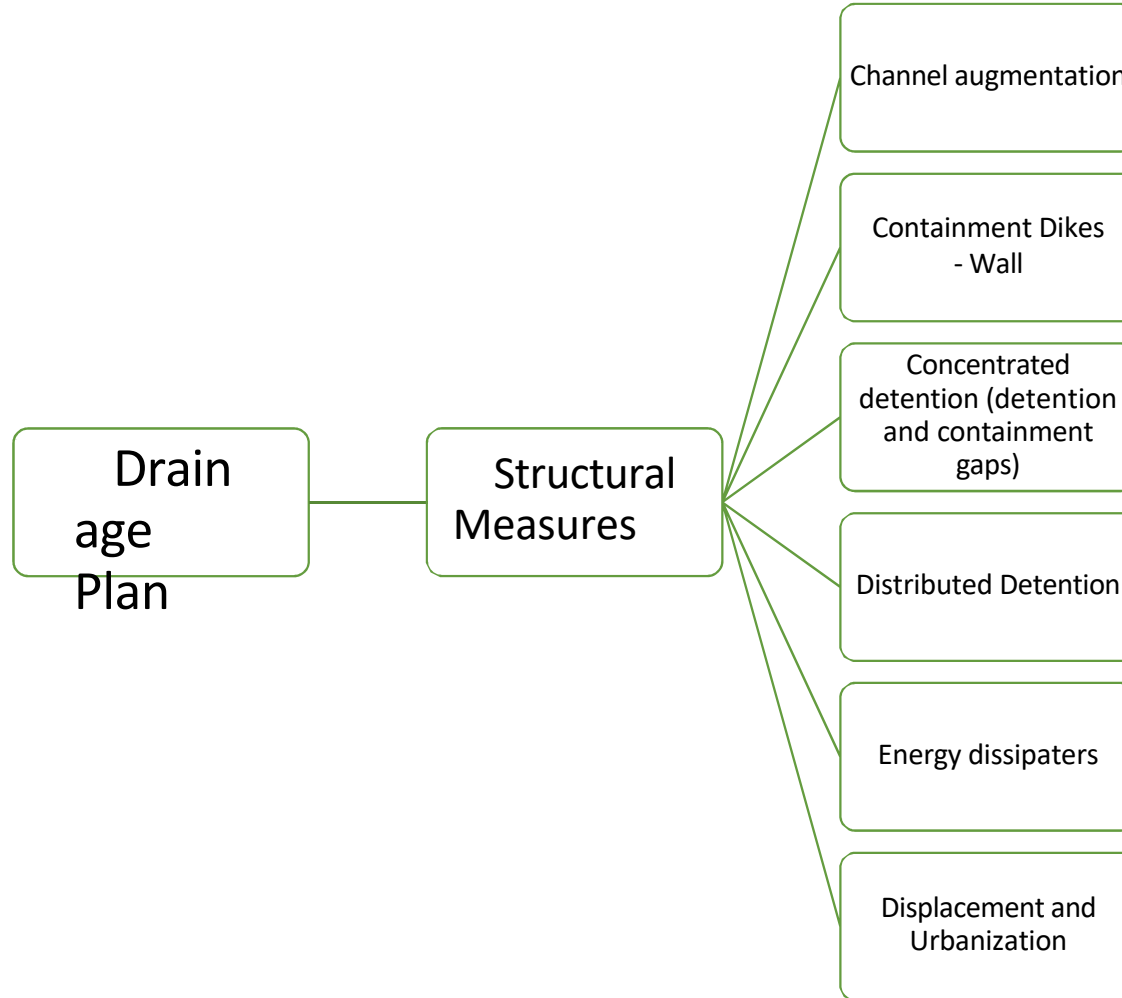 Drain
age
Plan
Structural
Measures
Channel augmentation
Containment Dikes
- Wall
Concentrated
detention (detention
and containment
gaps)
Distributed Detention
Energy dissipaters
Displacement and
Urbanization